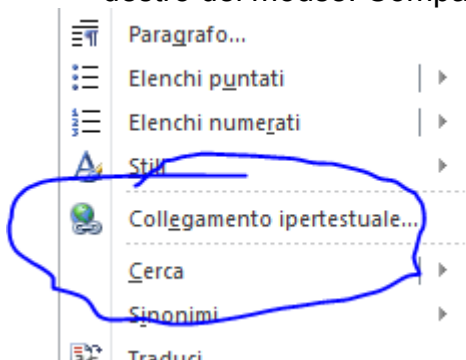 destro del mouse. Compa
Paragrafo...
Elenchi puntati
Elenchi numerati
Stili
Collegamento ipertestuale...
Cerca
Sinonimi
Traduci